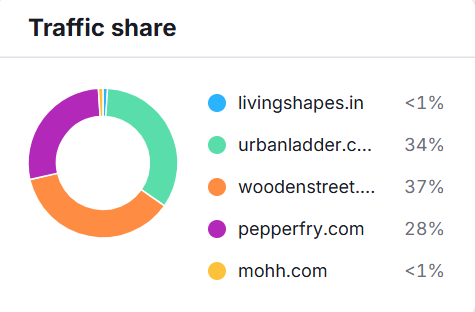 Traffic share
livingshapes.in <1%
urbanladder.c... 34%
woodenstreet.... 37%
pepperfry.com 28%
mohh.com <1%